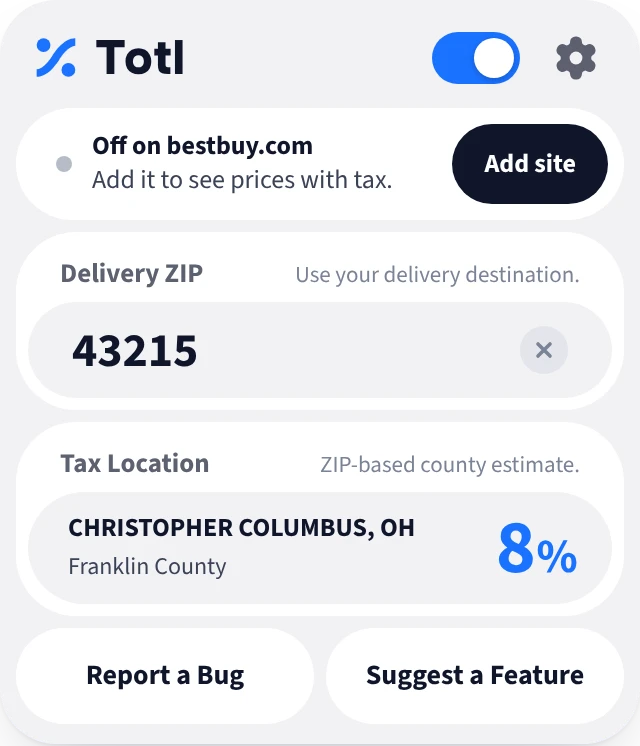 Totl
Off on bestbuy.com
Add it to see prices with tax.
Add site
Delivery ZIP
Use your delivery destination.
43215
Tax Location
ZIP-based county estimate.
CHRISTOPHER COLUMBUS, OH
Franklin County
8%
Report a Bug
Suggest a Feature